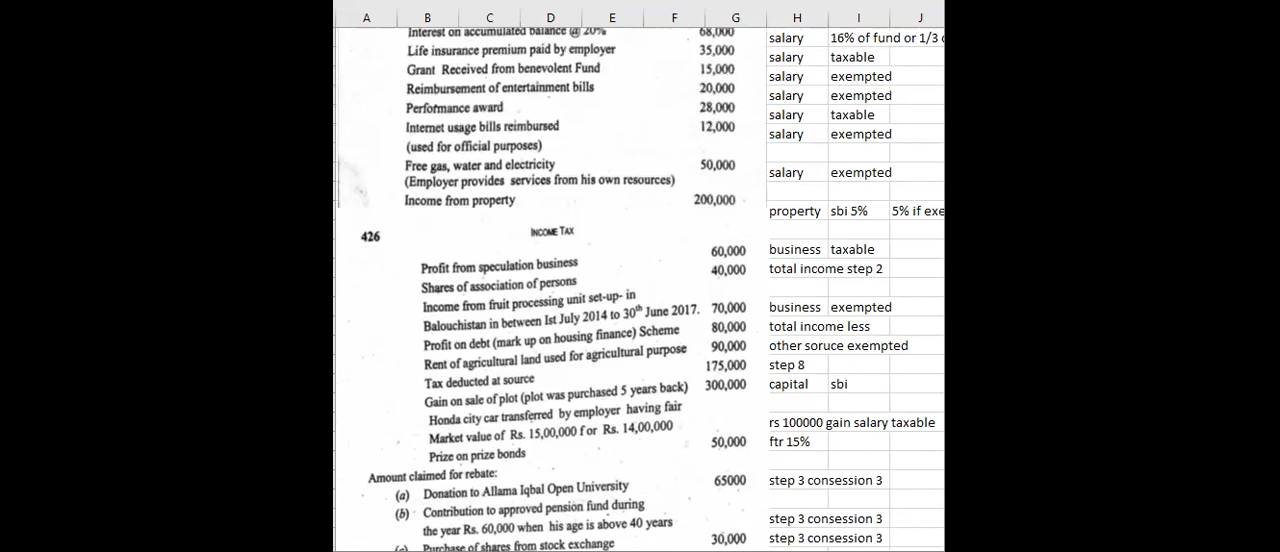 A B C D E F G H I J
Interest on accumulated balance @ 20% 68,000 salary 16% of fund or 1/3
Life insurance premium paid by employer 35,000 salary taxable
Grant Received from benevolent Fund 15,000 salary exempted
Reimbursement of entertainment bills 20,000 salary exempted
Performance award 28,000 salary taxable
Internet usage bills reimbursed 12,000 salary exempted
(used for official purposes)
Free gas, water and electricity 50,000 salary exempted
(Employer provides services from his own resources)
Income from property 200,000 property sbi 5% 5% if exe
426 INCOME TAX
Profit from speculation business 60,000 business taxable
Shares of association of persons 40,000 total income step 2
Income from fruit processing unit set-up- in
Balouchistan in between Ist July 2014 to 30th June 2017. 70,000 business exempted
Profit on debt (mark up on housing finance) Scheme 80,000 total income less
Rent of agricultural land used for agricultural purpose 90,000 other soruce exempted
Tax deducted at source 175,000 step 8
Gain on sale of plot (plot was purchased 5 years back) 300,000 capital sbi
Honda city car transferred by employer having fair
Market value of Rs. 15,00,000 for Rs. 14,00,000 rs 100000 gain salary taxable
Prize on prize bonds 50,000 ftr 15%
Amount claimed for rebate:
(a) Donation to Allama Iqbal Open University 65000 step 3 consession 3
(b) Contribution to approved pension fund during
the year Rs. 60,000 when his age is above 40 years step 3 consession 3
(c) Purchase of shares from stock exchange 30,000 step 3 consession 3